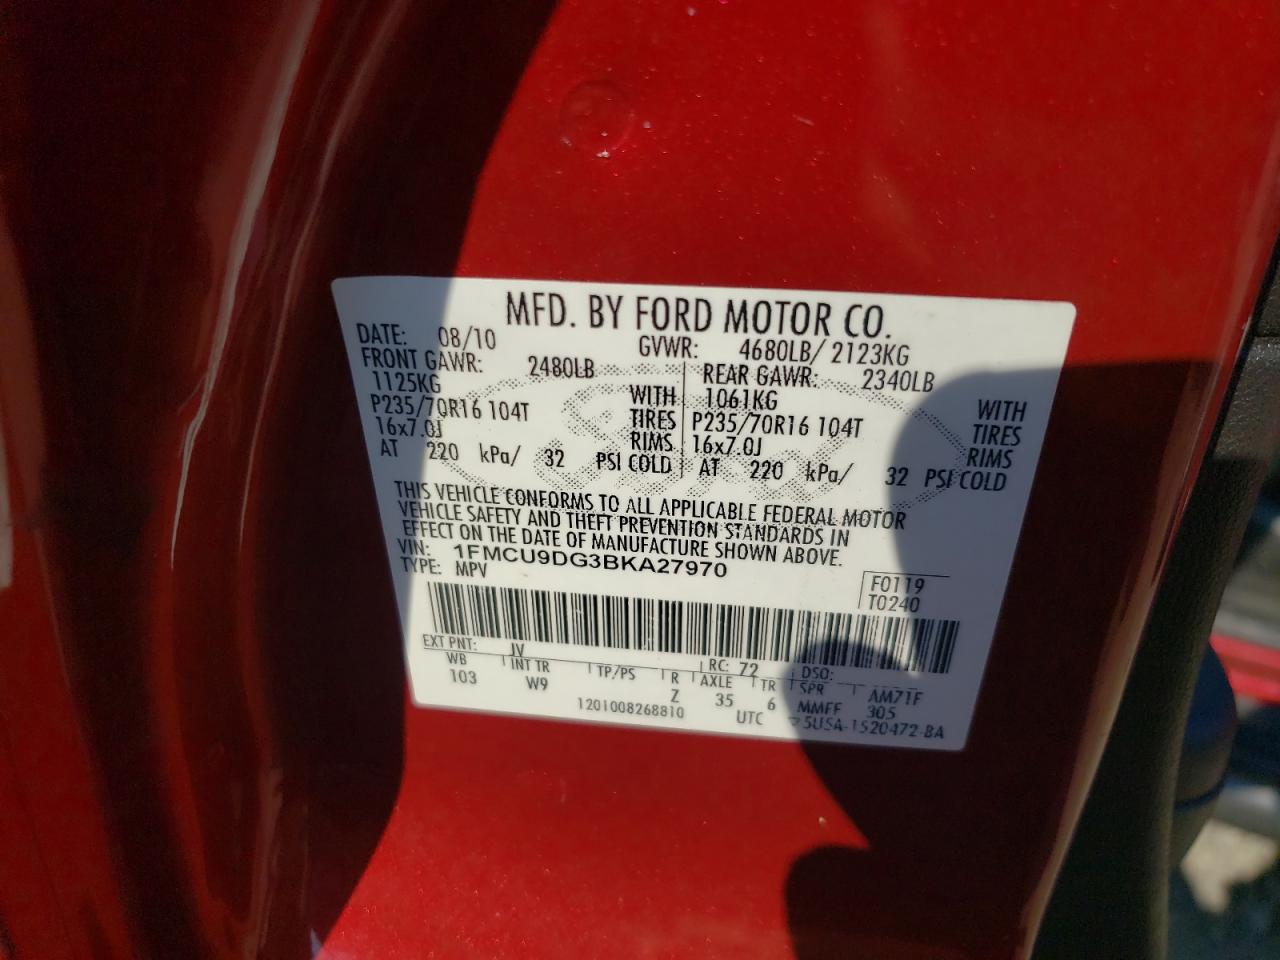 MFD. BY FORD MOTOR CO.
DATE: 08/10 GVWR: 4680LB/ 2123KG
FRONT GAWR: 2480LB REAR GAWR: 2340LB
1125KG WITH 1061KG WITH
P235/70R16 104T TIRES P235/70R16 104T TIRES
16x7.0J RIMS 16x7.0J RIMS
AT 220 kPa/ 32 PSI COLD AT 220 kPa/ 32 PSI COLD
THIS VEHICLE CONFORMS TO ALL APPLICABLE FEDERAL MOTOR
VEHICLE SAFETY AND THEFT PREVENTION STANDARDS IN
EFFECT ON THE DATE OF MANUFACTURE SHOWN ABOVE.
VIN: 1FMCU9DG3BKA27970
TYPE: MPV
F0119
T0240
EXT PNT: JV RC: 72 DSO:
WB INT TR TP/PS R AXLE TR SPR AM71F
103 W9 Z 35 6 MMFF 305
1201008268810 UTC 5U5A-1520472-BA